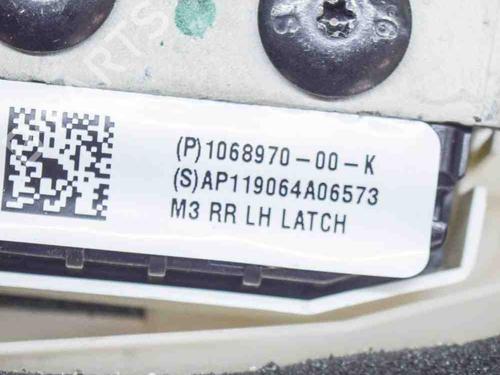 (P)1068970-00-K
(S)AP119064A06573
M3 RR LH LATCH